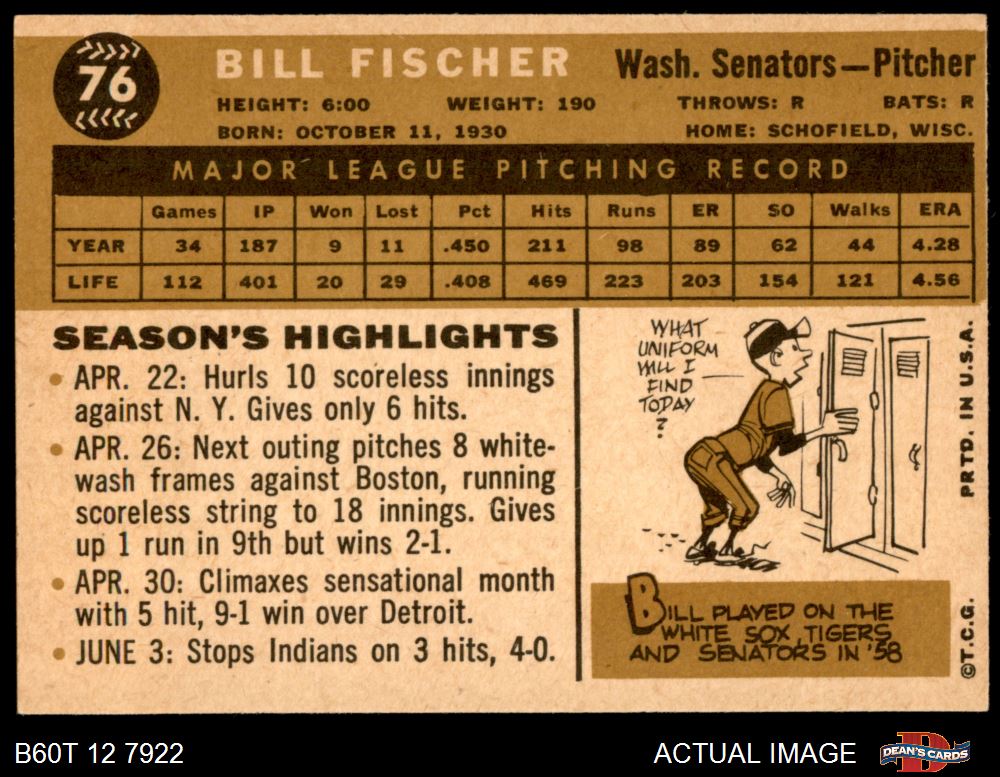 76
BILL FISCHER
Wash. Senators—Pitcher
HEIGHT: 6:00 WEIGHT: 190 THROWS: R BATS: R
BORN: OCTOBER 11, 1930 HOME: SCHOFIELD, WISC.
MAJOR LEAGUE PITCHING RECORD
Games IP Won Lost Pct Hits Runs ER SO Walks ERA
YEAR 34 187 9 11 .450 211 98 89 62 44 4.28
LIFE 112 401 20 29 .408 469 223 203 154 121 4.56
SEASON'S HIGHLIGHTS
• APR. 22: Hurls 10 scoreless innings
against N. Y. Gives only 6 hits.
• APR. 26: Next outing pitches 8 white-
wash frames against Boston, running
scoreless string to 18 innings. Gives
up 1 run in 9th but wins 2-1.
• APR. 30: Climaxes sensational month
with 5 hit, 9-1 win over Detroit.
• JUNE 3: Stops Indians on 3 hits, 4-0.
WHAT
UNIFORM
WILL I
FIND
TODAY
?
BILL PLAYED ON THE
WHITE SOX, TIGERS
AND SENATORS IN '58
©T.C.G. PRTD. IN U.S.A.
B60T 12 7922
ACTUAL IMAGE
D
DEAN'S CARDS